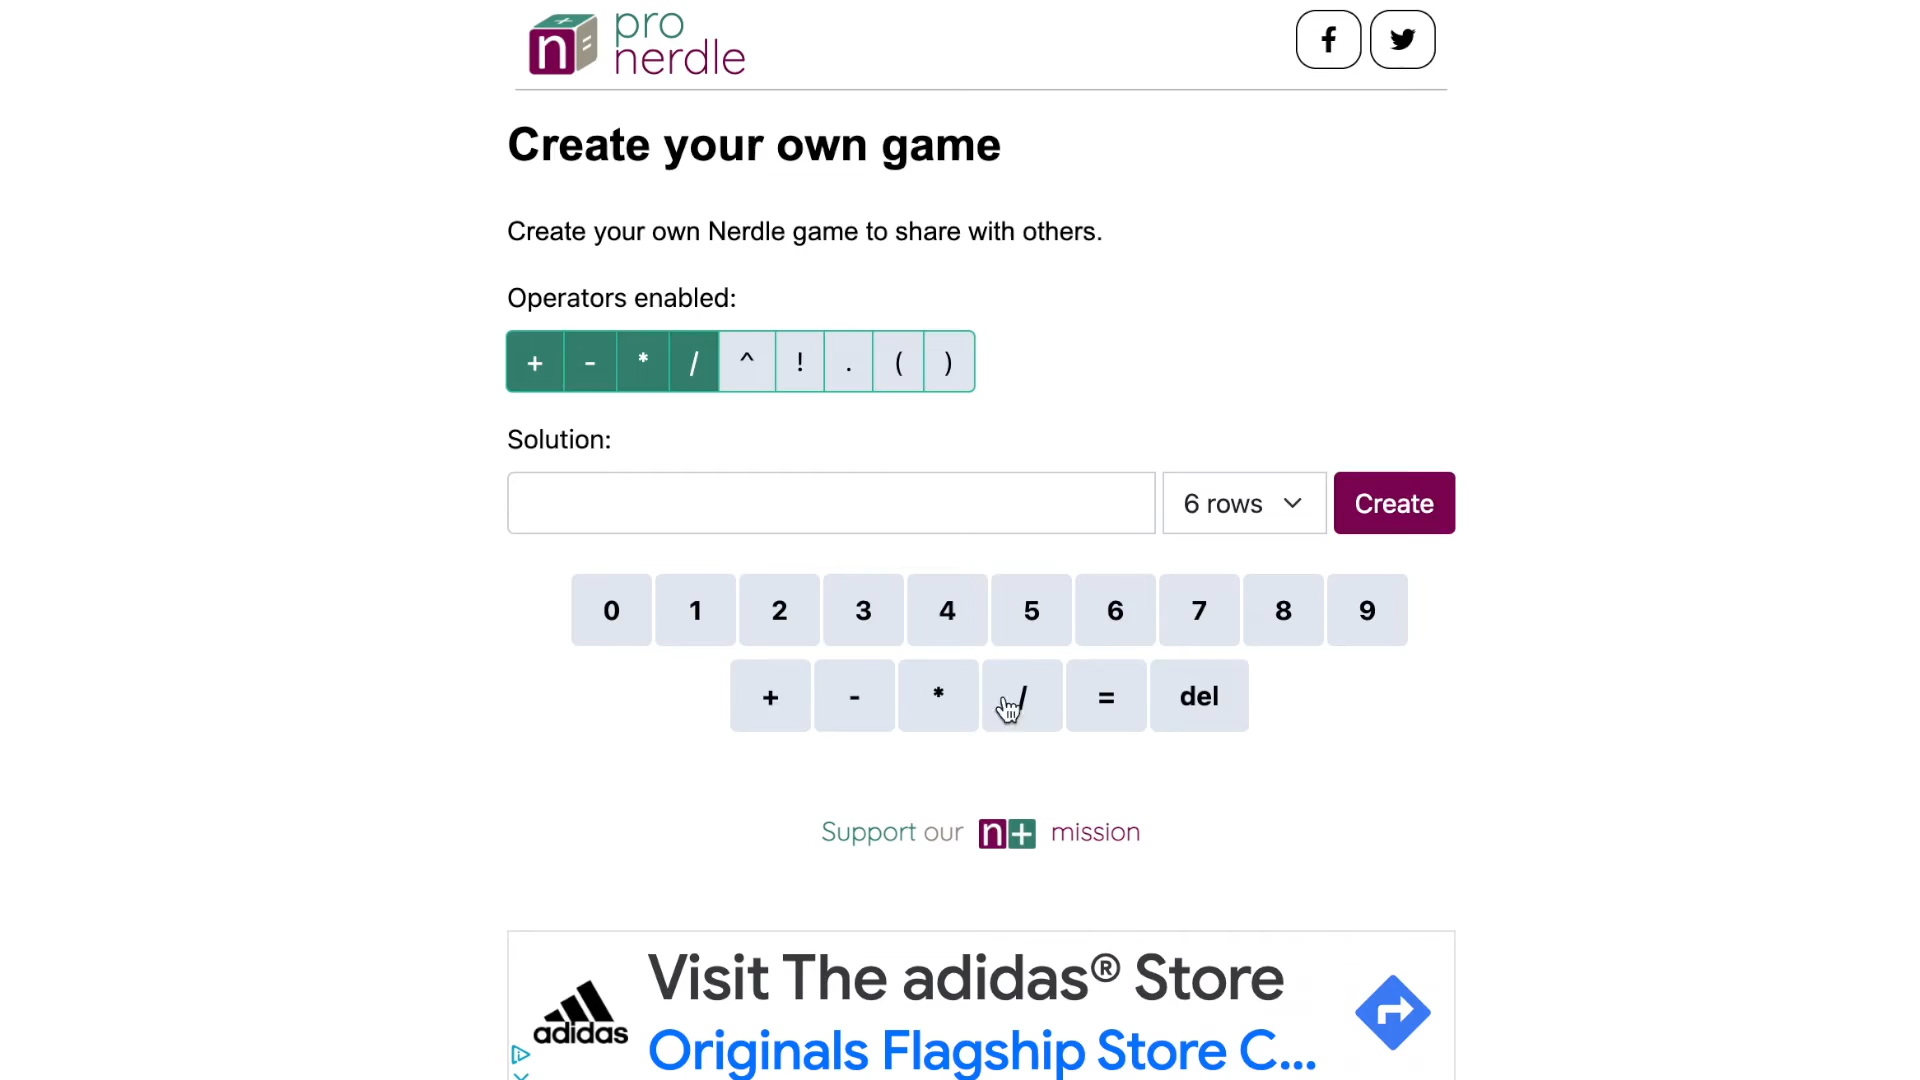 pro
nerdle
Create your own game
Create your own Nerdle game to share with others.
Operators enabled:
+ - * / ^ ! . ( )
Solution:
6 rows Create
0 1 2 3 4 5 6 7 8 9
+ - * / = del
Support our n+ mission
Visit The adidas® Store
adidas
Originals Flagship Store C...